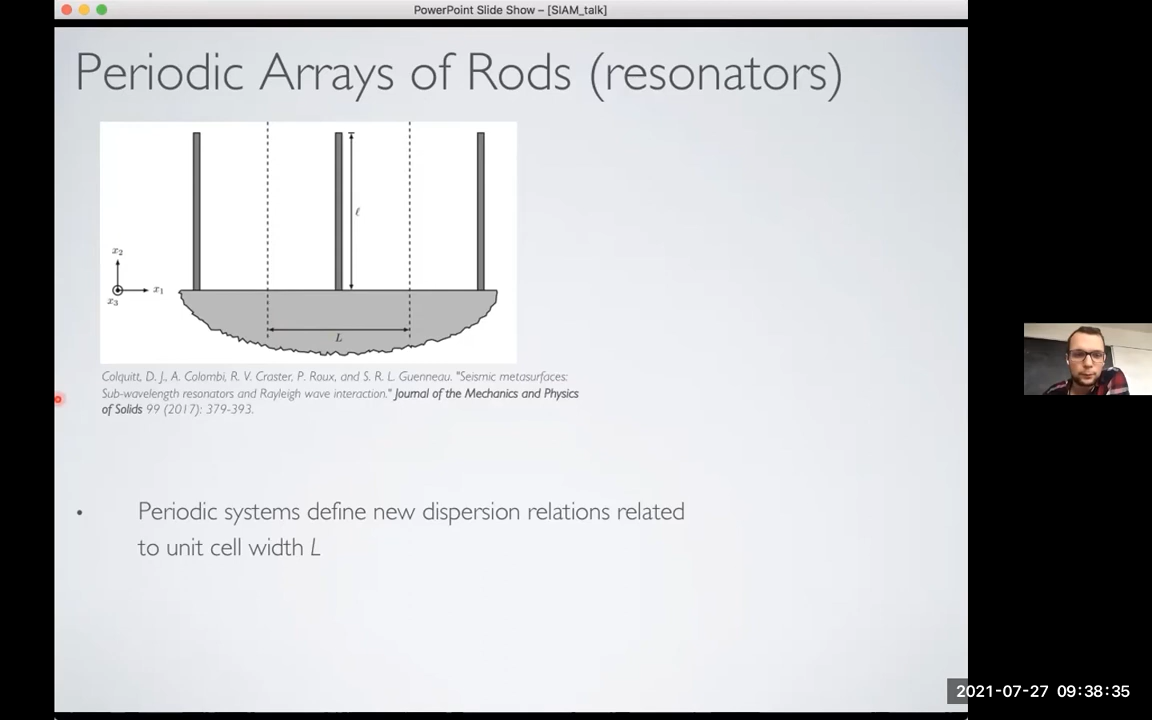 PowerPoint Slide Show – [SIAM_talk]
Periodic Arrays of Rods (resonators)
ℓ
x₂
x₁
x₃
L
Colquitt, D. J., A. Colombi, R. V. Craster, P. Roux, and S. R. L. Guenneau. "Seismic metasurfaces:
Sub-wavelength resonators and Rayleigh wave interaction." Journal of the Mechanics and Physics
of Solids 99 (2017): 379-393.
• Periodic systems define new dispersion relations related
to unit cell width L
2021-07-27 09:38:35